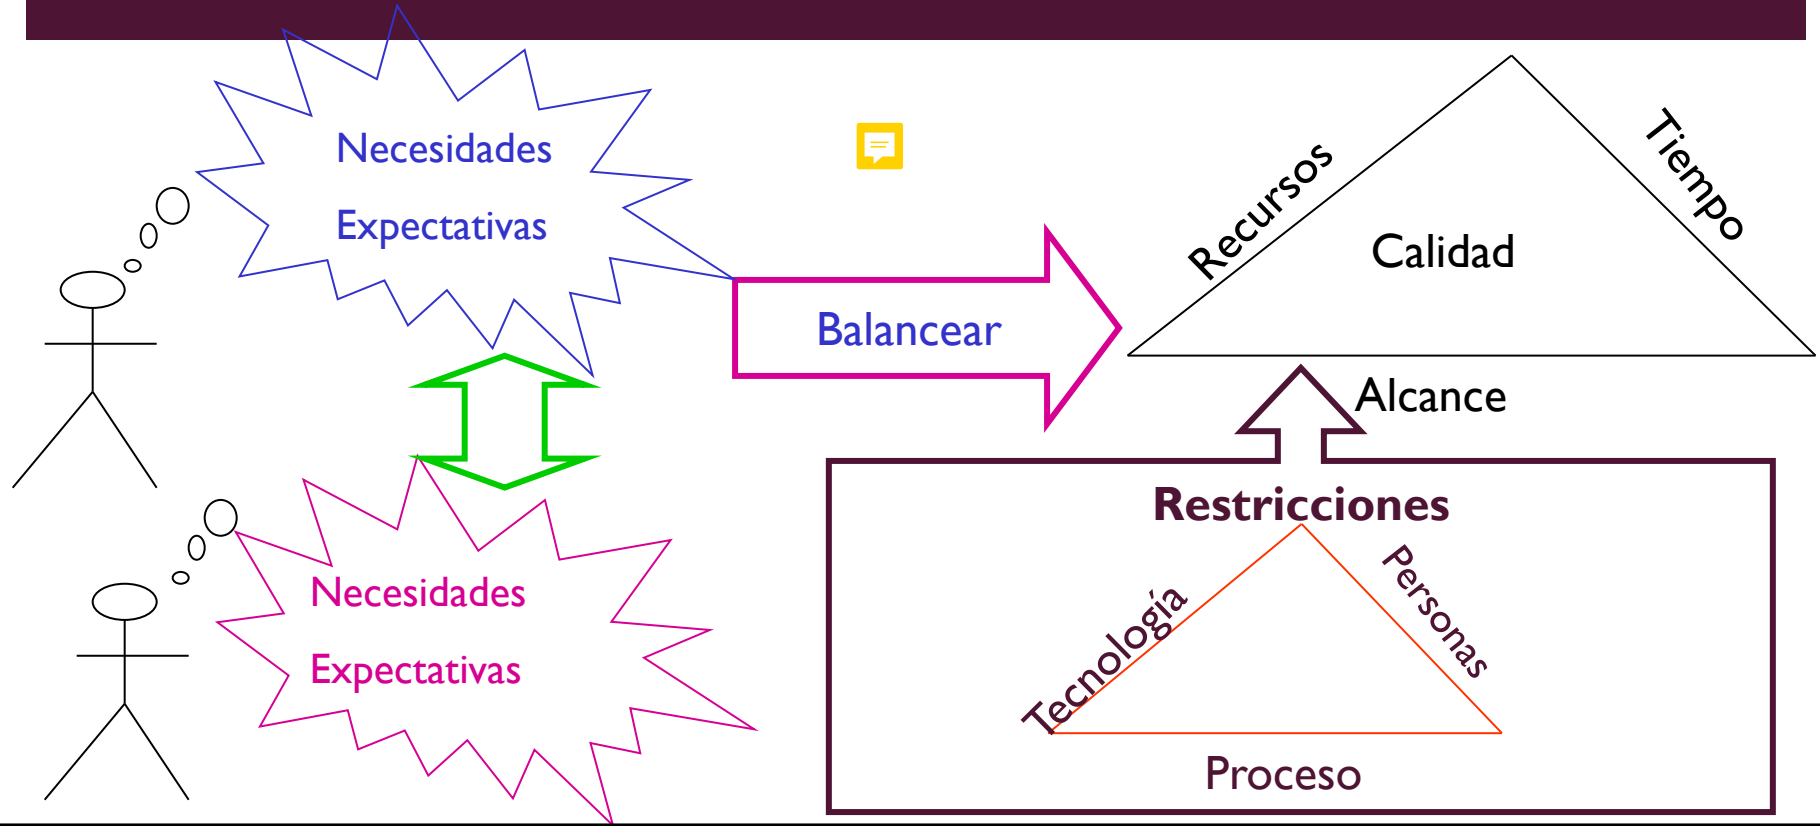 Necesidades
Expectativas
Balancear
Recursos
Tiempo
Calidad
Alcance
Necesidades
Expectativas
Restricciones
Tecnología
Personas
Proceso